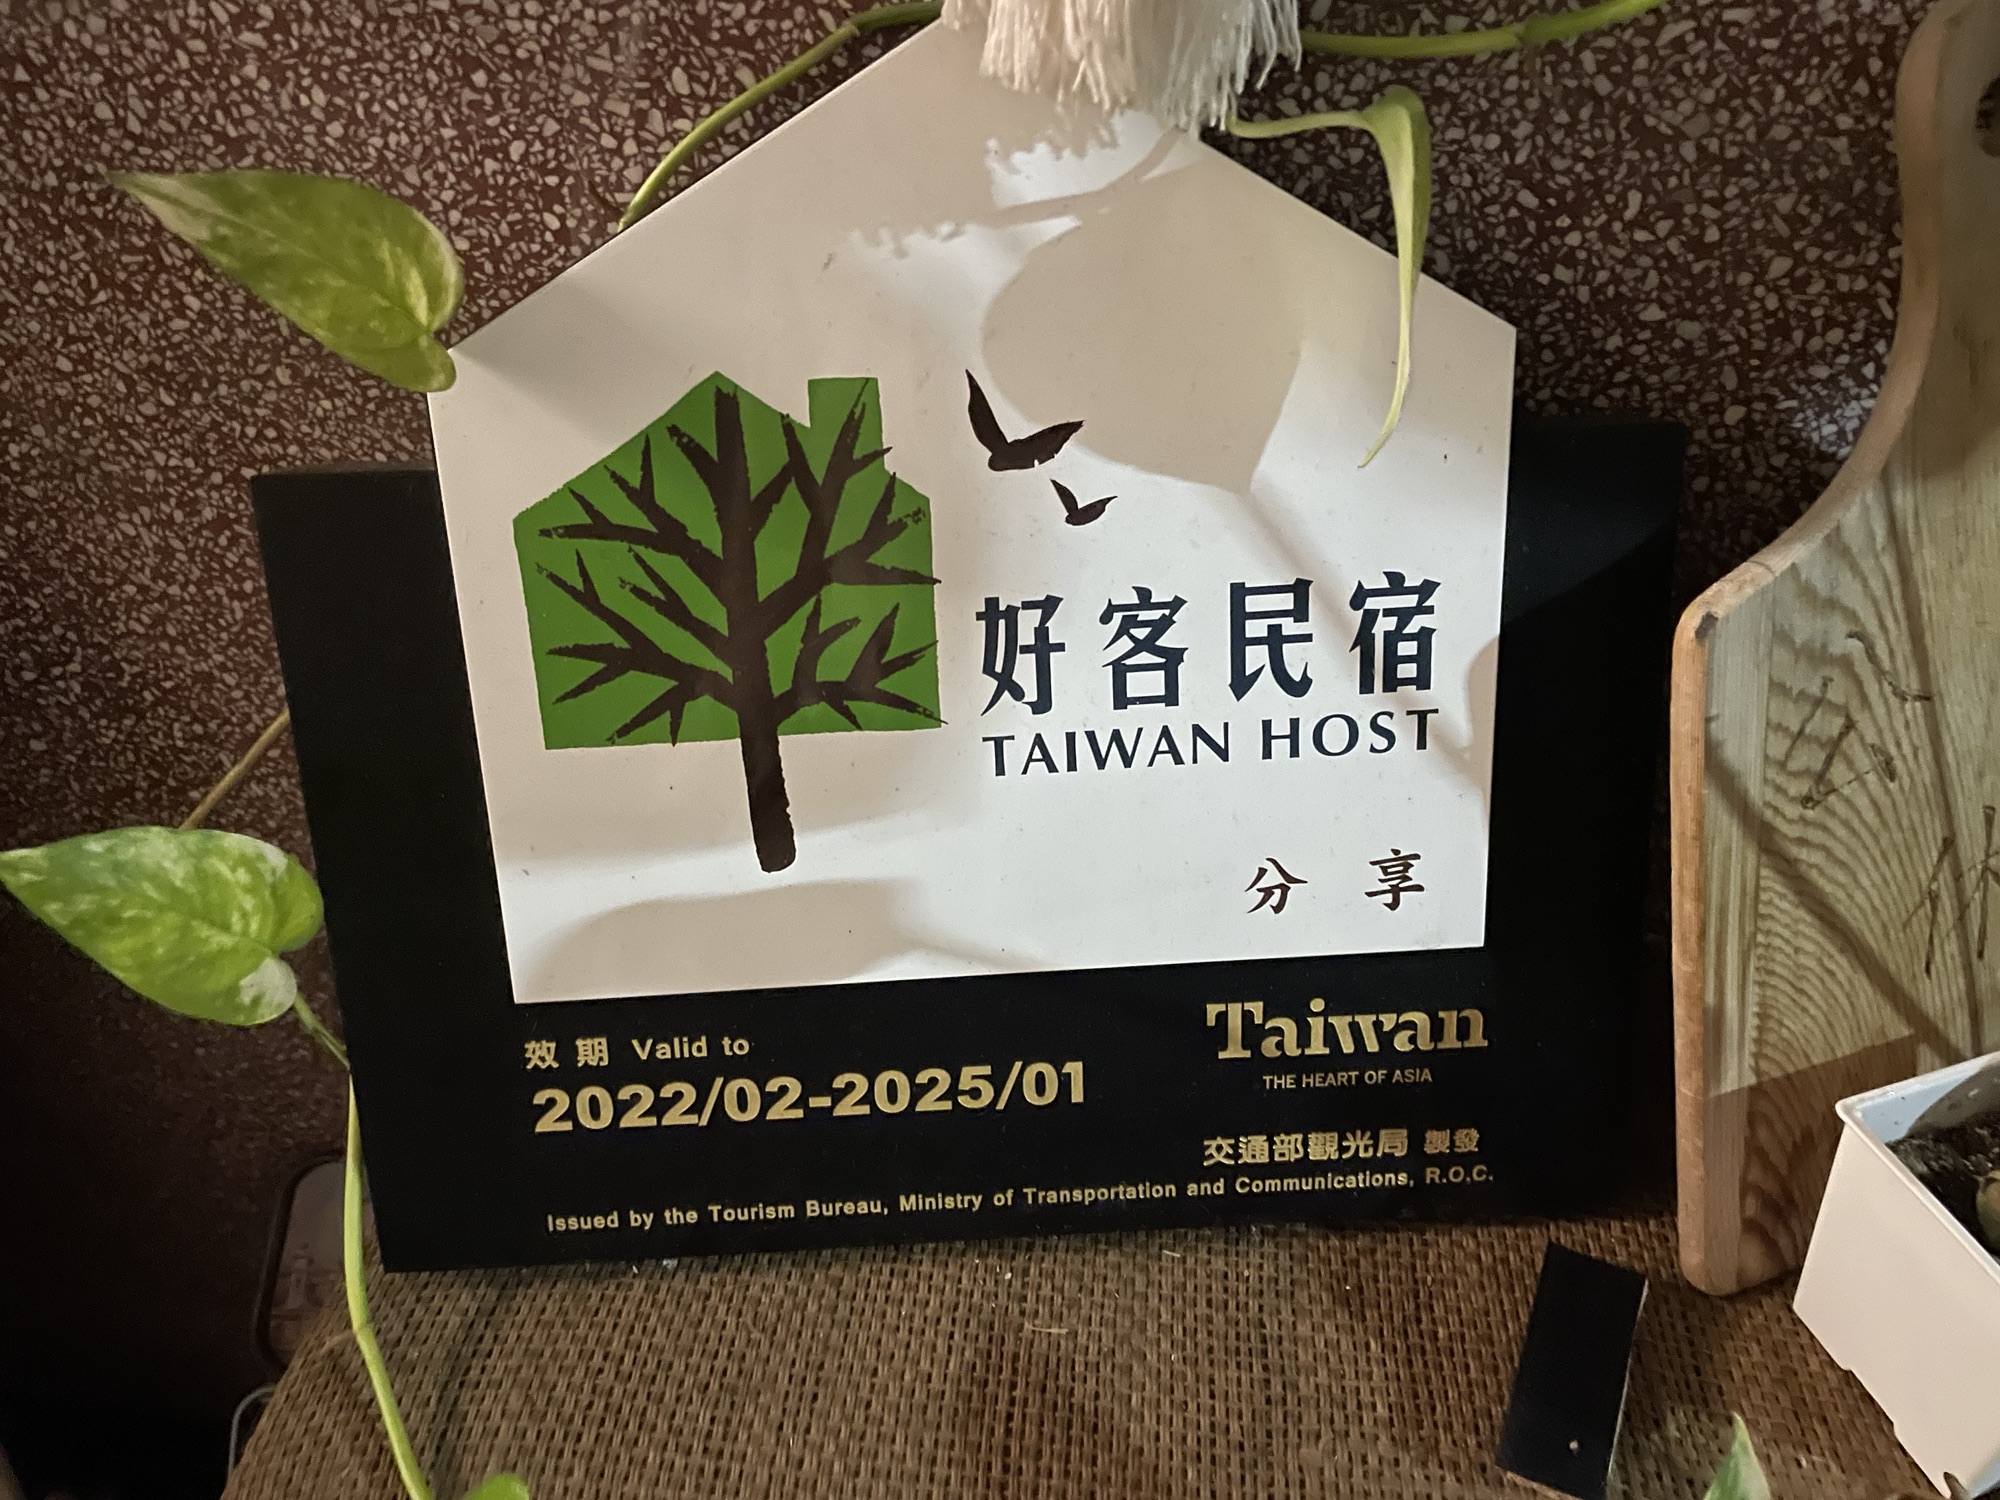 好客民宿
TAIWAN HOST
分享
效期 Valid to
2022/02-2025/01
Taiwan
THE HEART OF ASIA
交通部觀光局 製發
Issued by the Tourism Bureau, Ministry of Transportation and Communications, R.O.C.